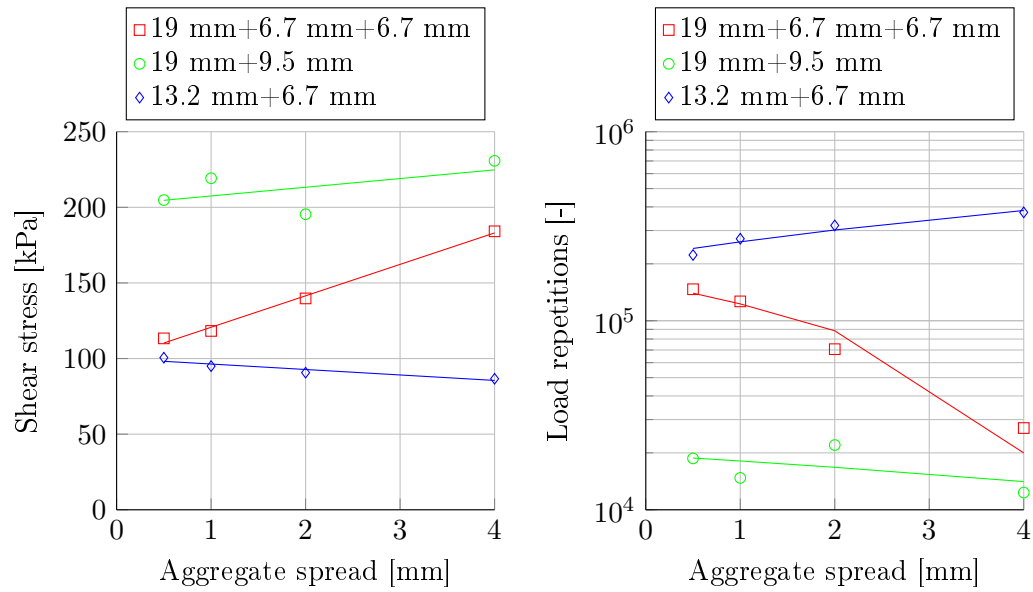 19 mm+6.7 mm+6.7 mm
19 mm+9.5 mm
13.2 mm+6.7 mm
250
200
150
100
50
0
0 1 2 3 4
Shear stress [kPa]
Aggregate spread [mm]
19 mm+6.7 mm+6.7 mm
19 mm+9.5 mm
13.2 mm+6.7 mm
10^6
10^5
10^4
0 1 2 3 4
Load repetitions [-]
Aggregate spread [mm]